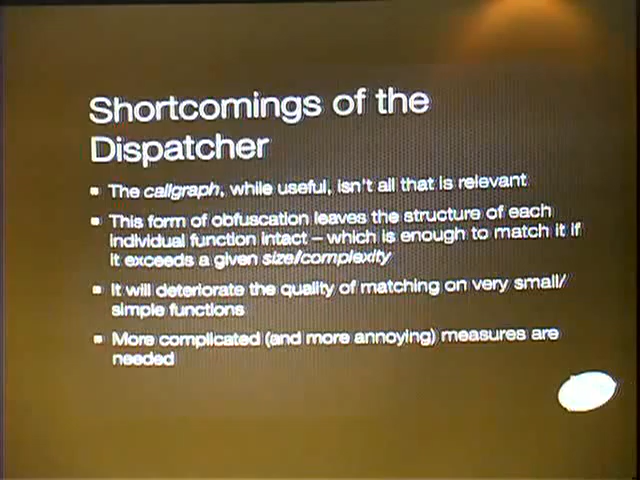 Shortcomings of the
Dispatcher
The callgraph, while useful, isn't all that is relevant
This form of obfuscation leaves the structure of each
individual function intact – which is enough to match it if
it exceeds a given size/complexity
It will deteriorate the quality of matching on very small/
simple functions
More complicated (and more annoying) measures are
needed